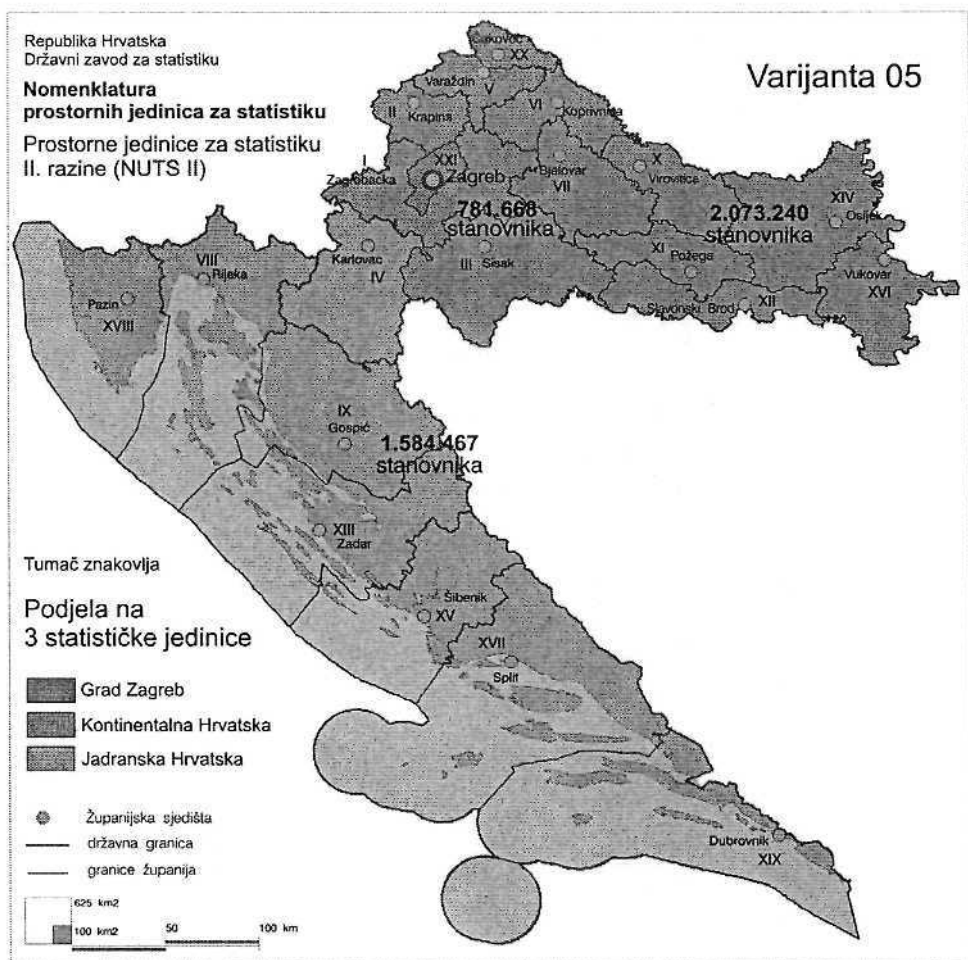 Republika Hrvatska
Državni zavod za statistiku
Nomenklatura
prostornih jedinica za statistiku
Prostorne jedinice za statistiku
II. razine (NUTS II)
Varijanta 05
Čakovec
XX
Varaždin
V
II
Krapina
VI
Koprivnica
I
Zagrebačka
XXI
Zagreb
Bjelovar
VII
X
Virovitica
781.668
stanovnika
2.073.240
stanovnika
XIV
Osijek
VIII
Rijeka
Karlovac
IV
III
Sisak
XI
Požega
Vukovar
XVI
Pazin
XVIII
Slavonski Brod
XII
IX
Gospić
1.584.467
stanovnika
XIII
Zadar
Šibenik
XV
XVII
Split
Dubrovnik
XIX
Tumač znakovlja
Podjela na
3 statističke jedinice
Grad Zagreb
Kontinentalna Hrvatska
Jadranska Hrvatska
Županijska sjedišta
državna granica
granice županija
625 km2
100 km2
50
100 km